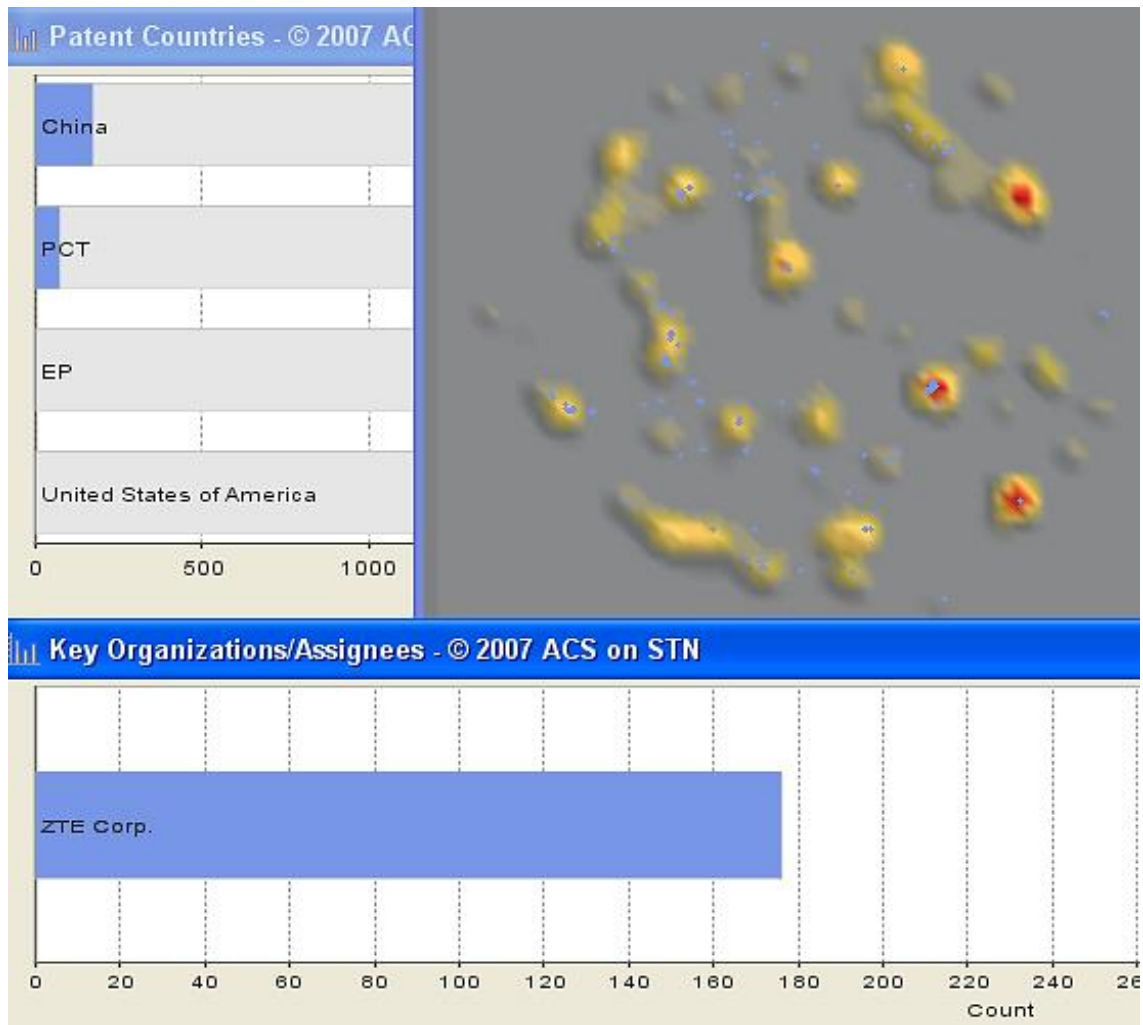 Patent Countries - © 2007 AC
China
PCT
EP
United States of America
0 500 1000
Key Organizations/Assignees - © 2007 ACS on STN
ZTE Corp.
0 20 40 60 80 100 120 140 160 180 200 220 240 26
Count